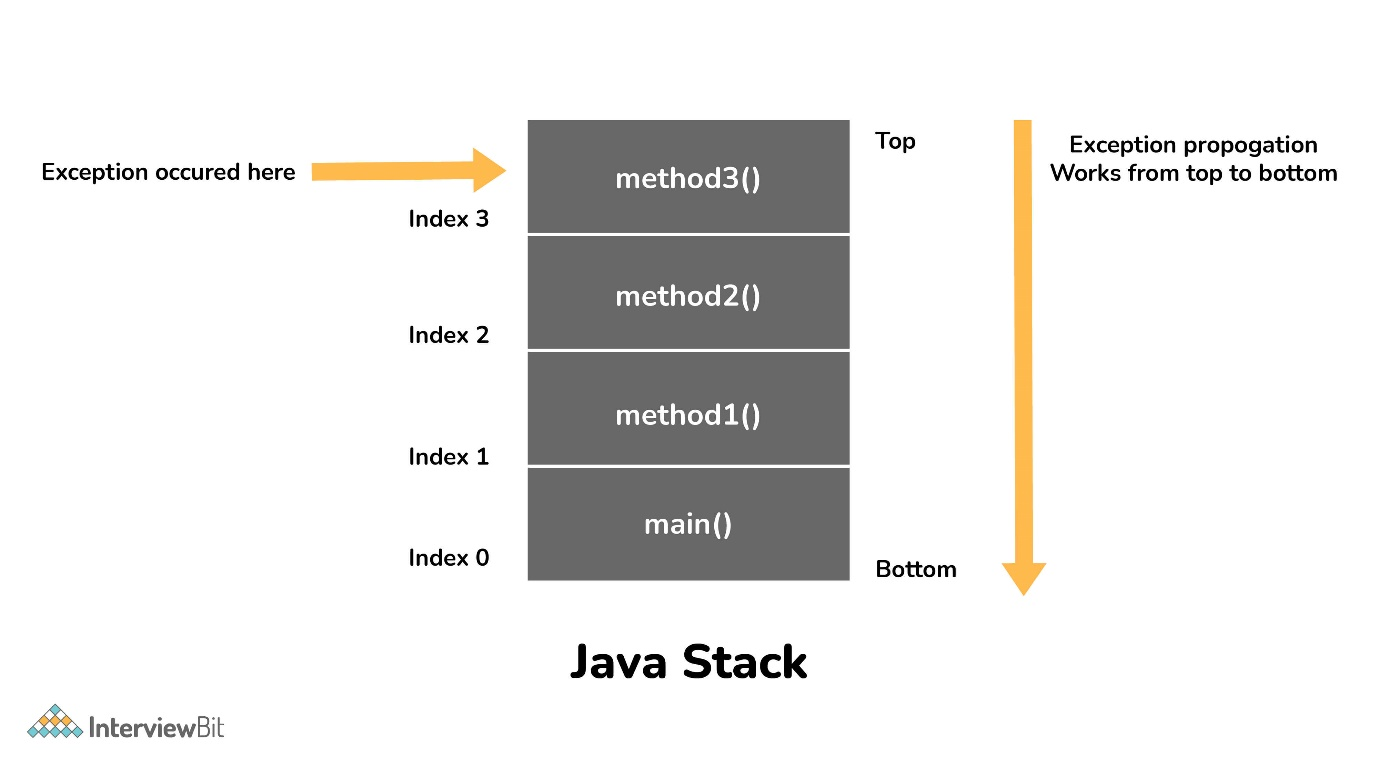 Exception occured here
Index 3
Index 2
Index 1
Index 0
method3()
method2()
method1()
main()
Top
Bottom
Exception propogation
Works from top to bottom
Java Stack
InterviewBit